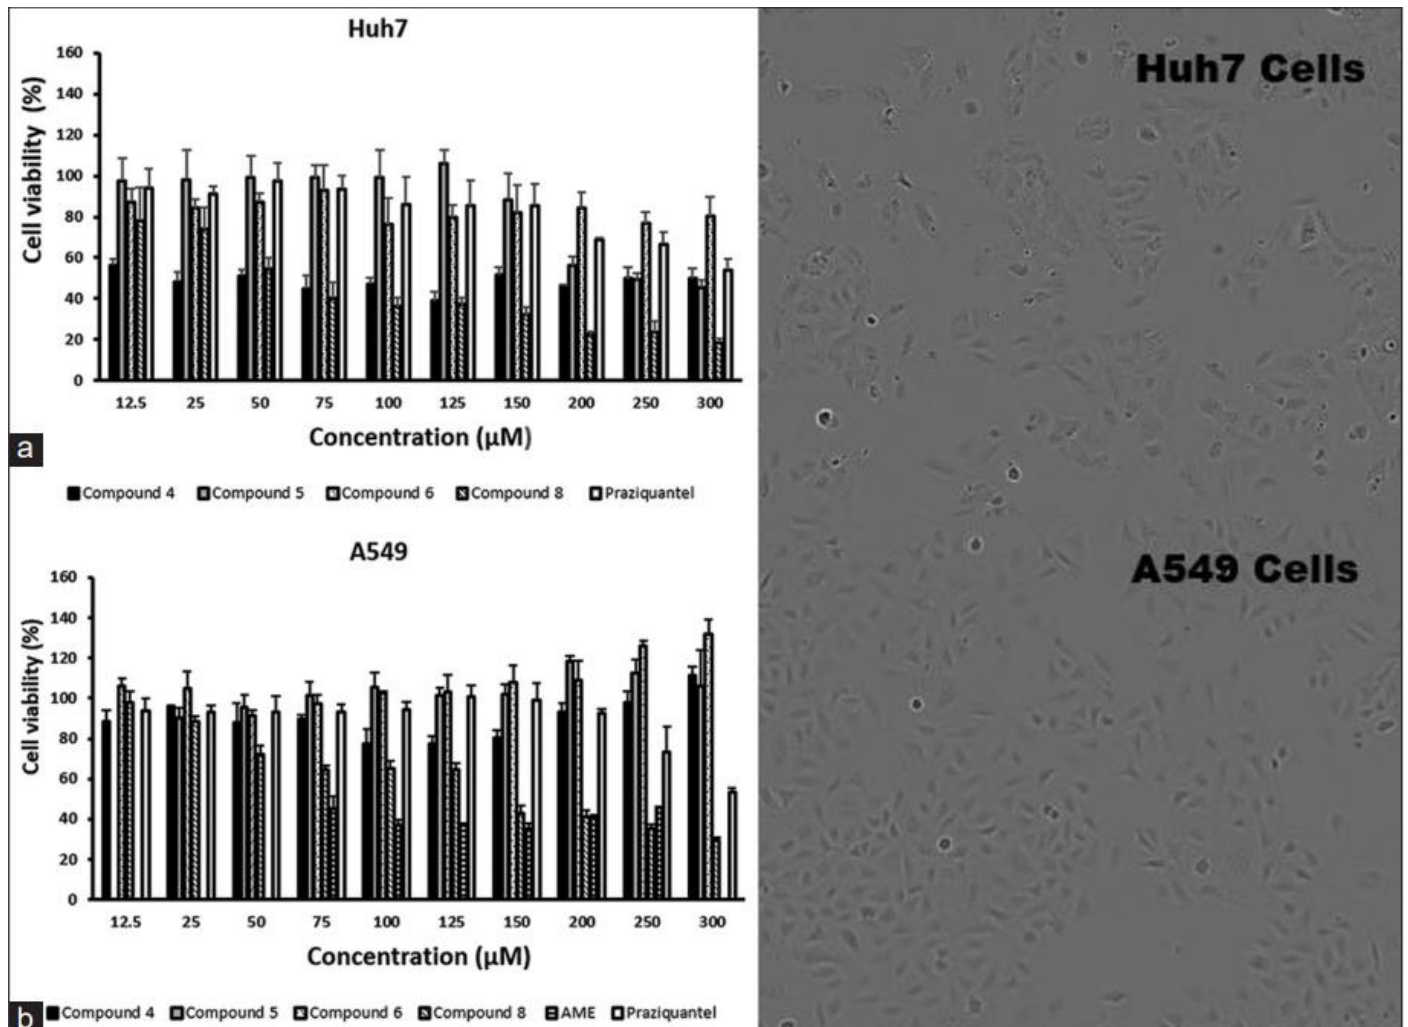 Huh7
160
140
120
100
80
60
40
20
0
Cell viability (%)
12.5 25 50 75 100 125 150 200 250 300
Concentration (µM)
a
Compound 4 Compound 5 Compound 6 Compound 8 Praziquantel
A549
160
140
120
100
80
60
40
20
0
Cell viability (%)
12.5 25 50 75 100 125 150 200 250 300
Concentration (µM)
b
Compound 4 Compound 5 Compound 6 Compound 8 AME Praziquantel
Huh7 Cells
A549 Cells